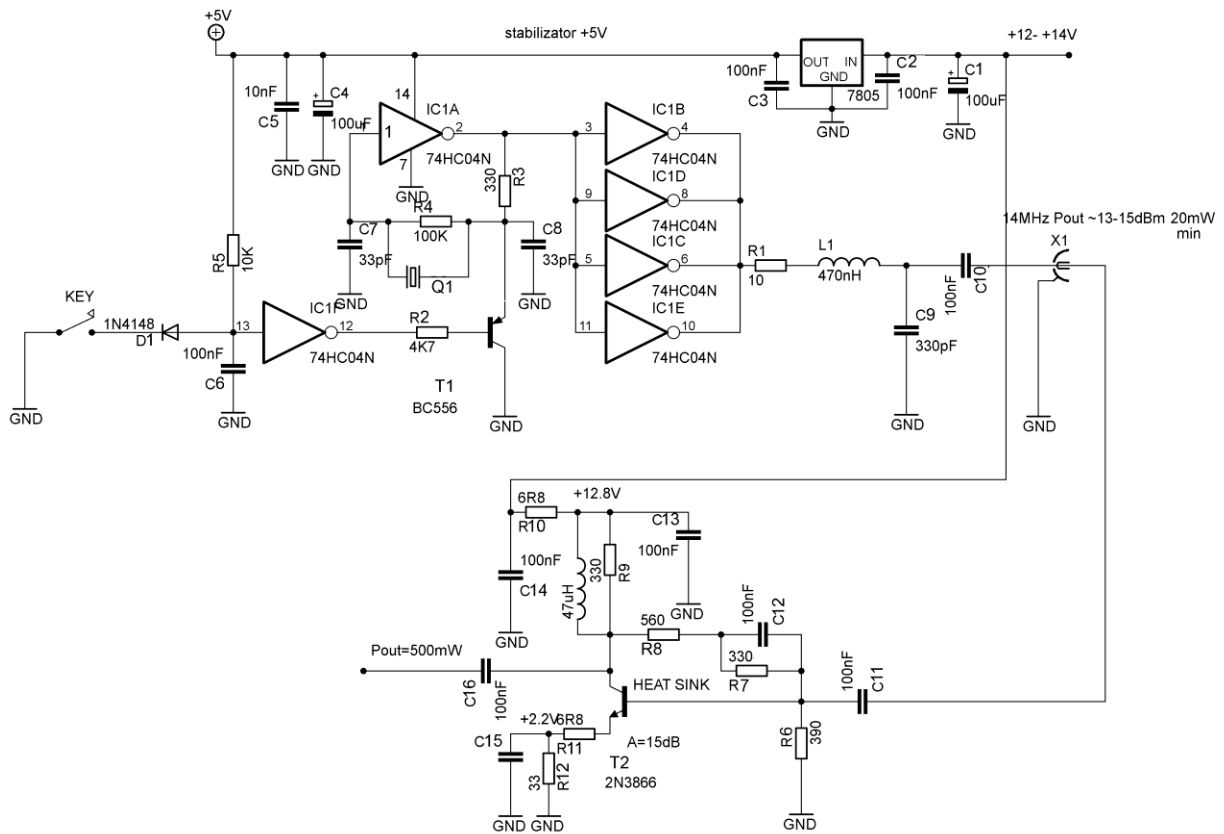 +5V
stabilizator +5V
+12- +14V
OUT IN
GND
7805
100nF
C3
C2
100nF
C1
+
100uF
GND
GND
10nF
C5
GND
+
C4
100uF
GND
14
IC1A
1
1
2
7
74HC04N
GND
330
R3
R4
100K
C7
33pF
GND
Q1
C8
33pF
GND
IC1B
3
4
74HC04N
IC1D
9
8
74HC04N
IC1C
5
6
74HC04N
IC1E
11
10
74HC04N
R1
10
L1
470nH
C9
330pF
GND
100nF
C10
14MHz Pout ~13-15dBm 20mW
min
X1
GND
R5
10K
KEY
GND
1N4148
D1
100nF
C6
GND
13
IC1F
12
74HC04N
R2
4K7
T1
BC556
GND
6R8
R10
+12.8V
100nF
C14
GND
47uH
330
R9
C13
100nF
GND
560
R8
100nF
C12
330
R7
100nF
C11
R6
390
GND
Pout=500mW
C16
100nF
HEAT SINK
+2.2V
6R8
R11
A=15dB
T2
2N3866
C15
GND
33
R12
GND